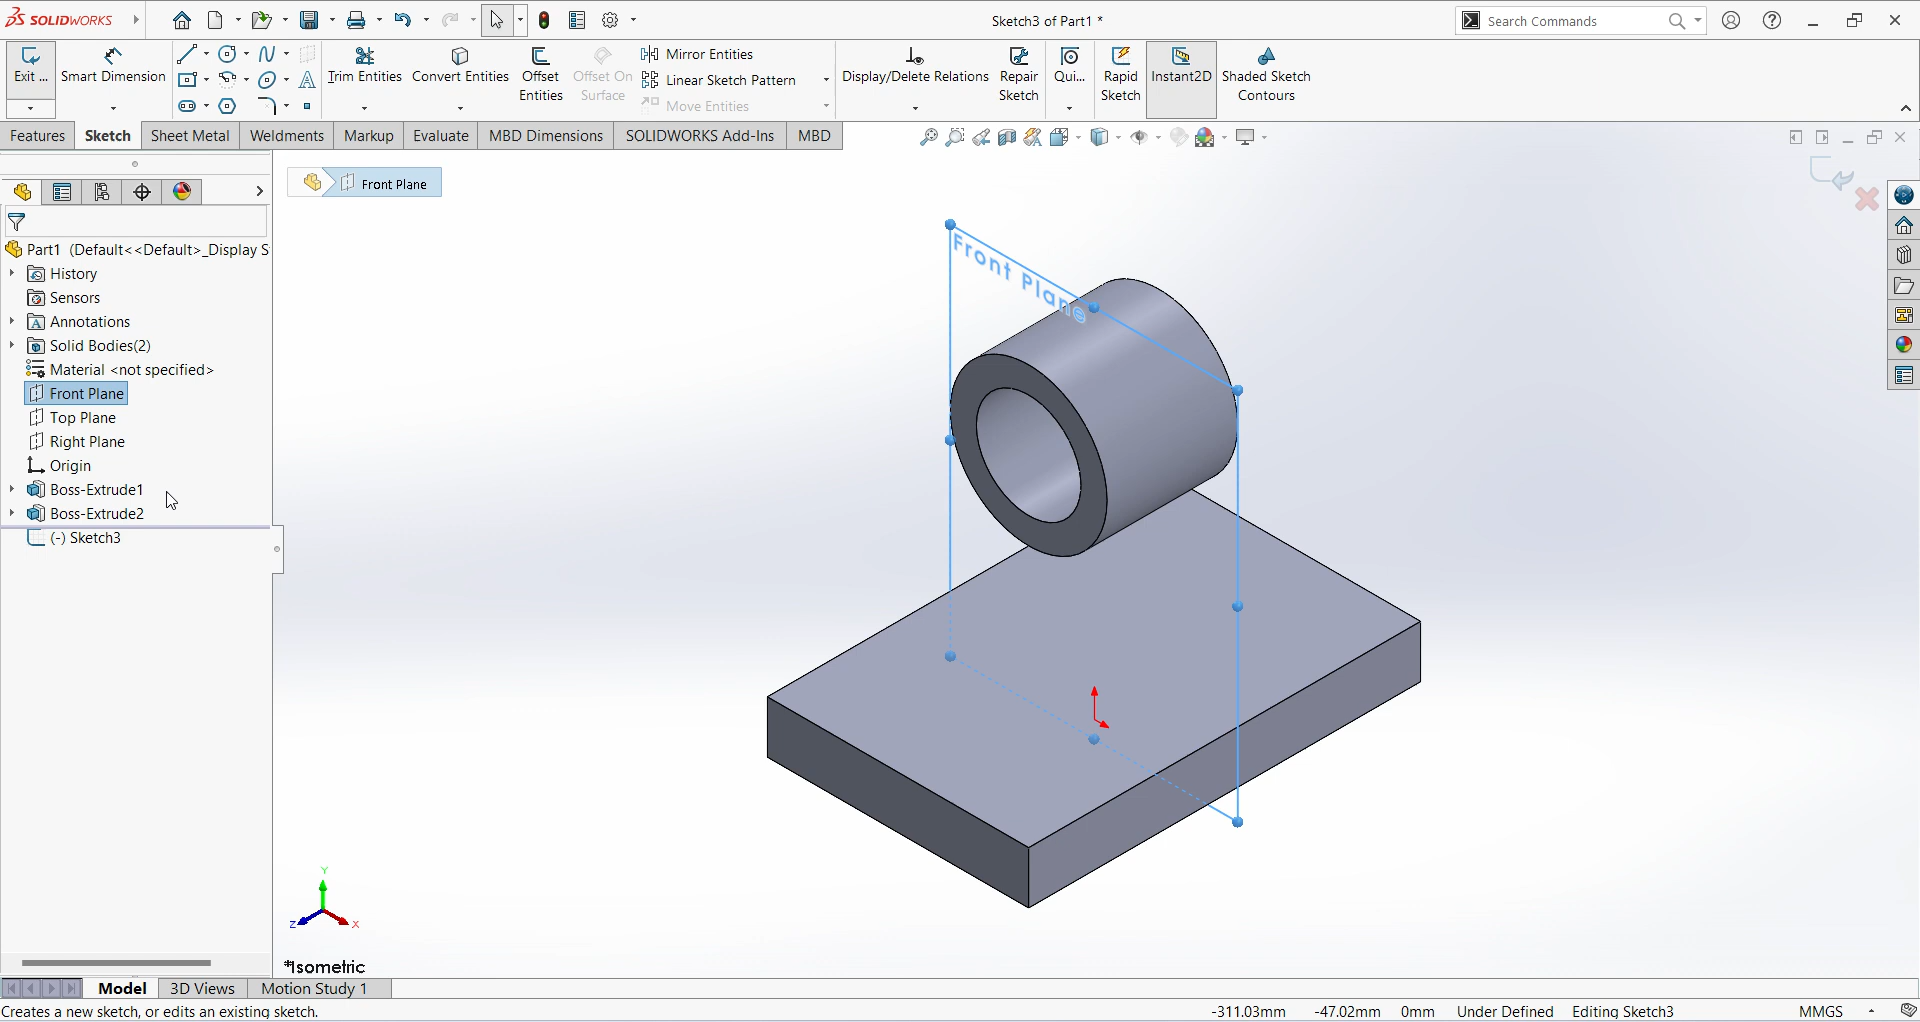 SOLIDWORKS
Sketch3 of Part1 *
Search Commands
Exit ...
Smart Dimension
Trim Entities
Convert Entities
Offset Entities
Offset On Surface
Mirror Entities
Linear Sketch Pattern
Move Entities
Display/Delete Relations
Repair Sketch
Qui...
Rapid Sketch
Instant2D
Shaded Sketch Contours
Features
Sketch
Sheet Metal
Weldments
Markup
Evaluate
MBD Dimensions
SOLIDWORKS Add-Ins
MBD
Front Plane
Part1 (Default<<Default>_Display S
History
Sensors
Annotations
Solid Bodies(2)
Material <not specified>
Front Plane
Top Plane
Right Plane
Origin
Boss-Extrude1
Boss-Extrude2
(-) Sketch3
Front Plane
Y
Z
X
*Isometric
Model
3D Views
Motion Study 1
Creates a new sketch, or edits an existing sketch.
-311.03mm
-47.02mm
0mm
Under Defined
Editing Sketch3
MMGS